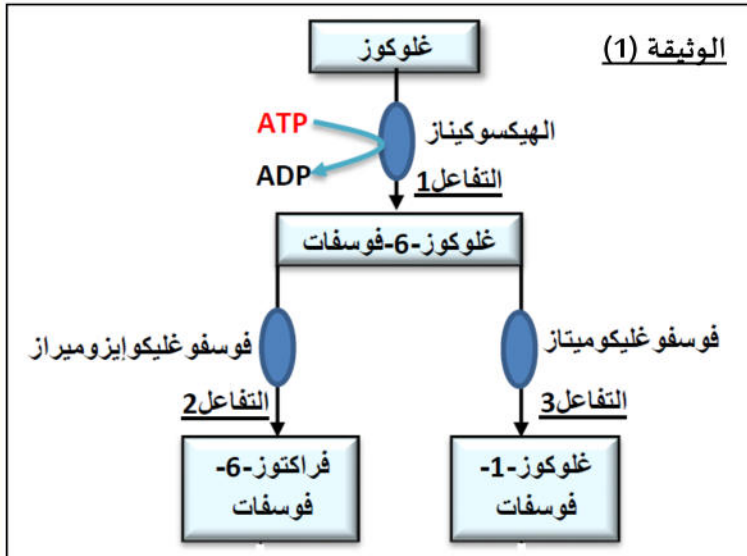 الوثيقة (1)
غلوكوز
ATP
الهيكسوكيناز
ADP
التفاعل1
غلوكوز-6-فوسفات
فوسفوغليكوميتاز
فوسفوغليكوإيزوميراز
التفاعل3
التفاعل2
غلوكوز-1-
فوسفات
فراكتوز-6-
فوسفات